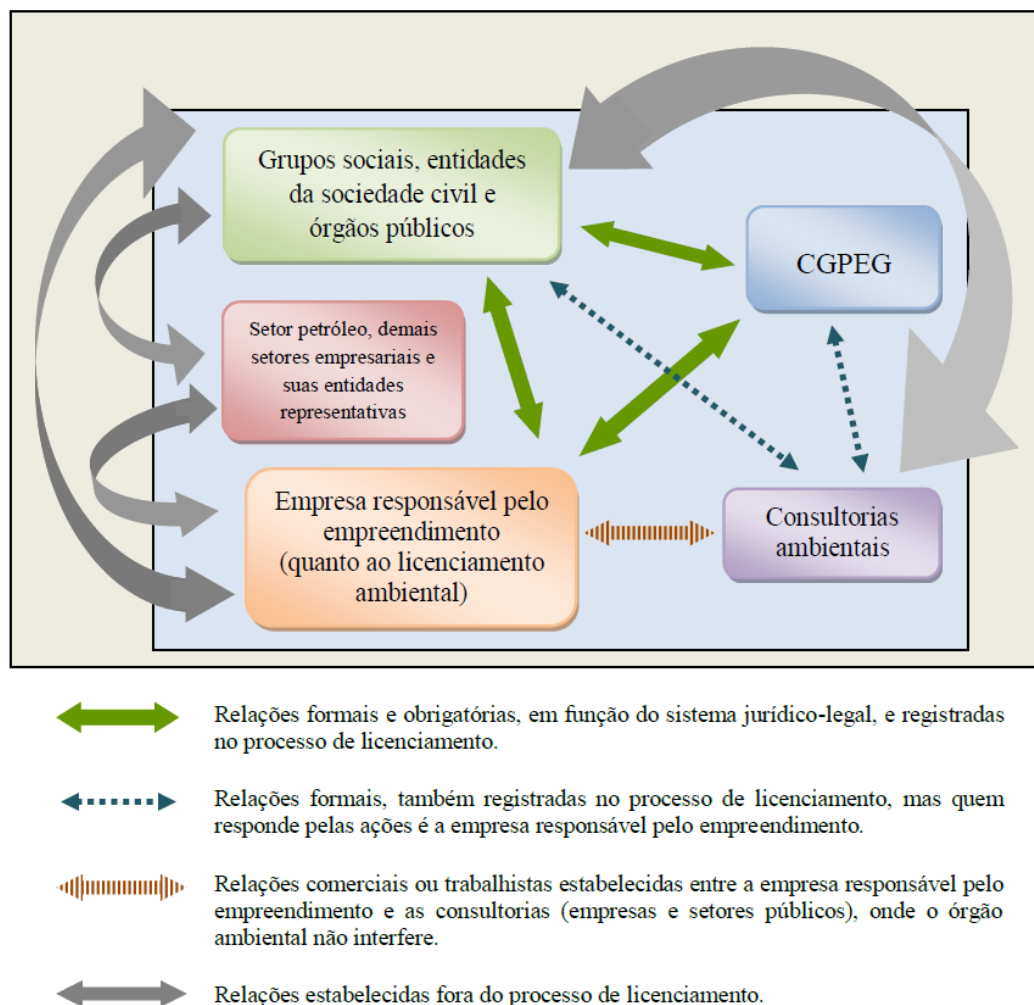 Grupos sociais, entidades
da sociedade civil e
órgãos públicos
CGPEG
Setor petróleo, demais
setores empresariais e
suas entidades
representativas
Empresa responsável pelo
empreendimento
(quanto ao licenciamento
ambiental)
Consultorias
ambientais
Relações formais e obrigatórias, em função do sistema jurídico-legal, e registradas
no processo de licenciamento.
Relações formais, também registradas no processo de licenciamento, mas quem
responde pelas ações é a empresa responsável pelo empreendimento.
Relações comerciais ou trabalhistas estabelecidas entre a empresa responsável pelo
empreendimento e as consultorias (empresas e setores públicos), onde o órgão
ambiental não interfere.
Relações estabelecidas fora do processo de licenciamento.